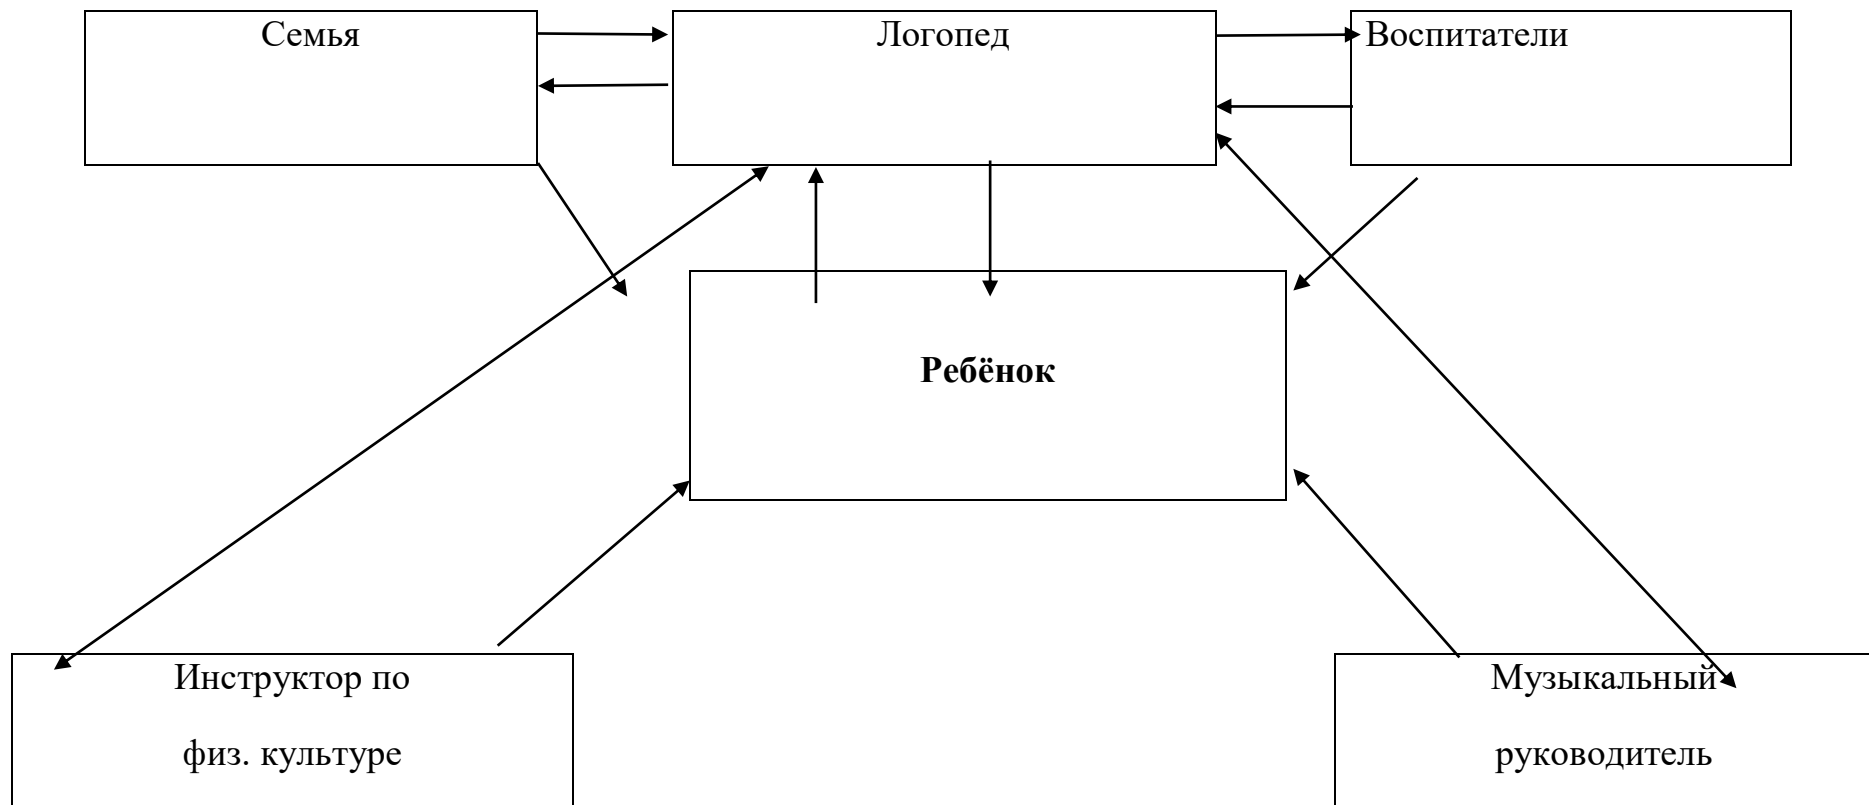 Семья
Логопед
Воспитатели
Ребёнок
Инструктор по
физ. культуре
Музыкальный
руководитель